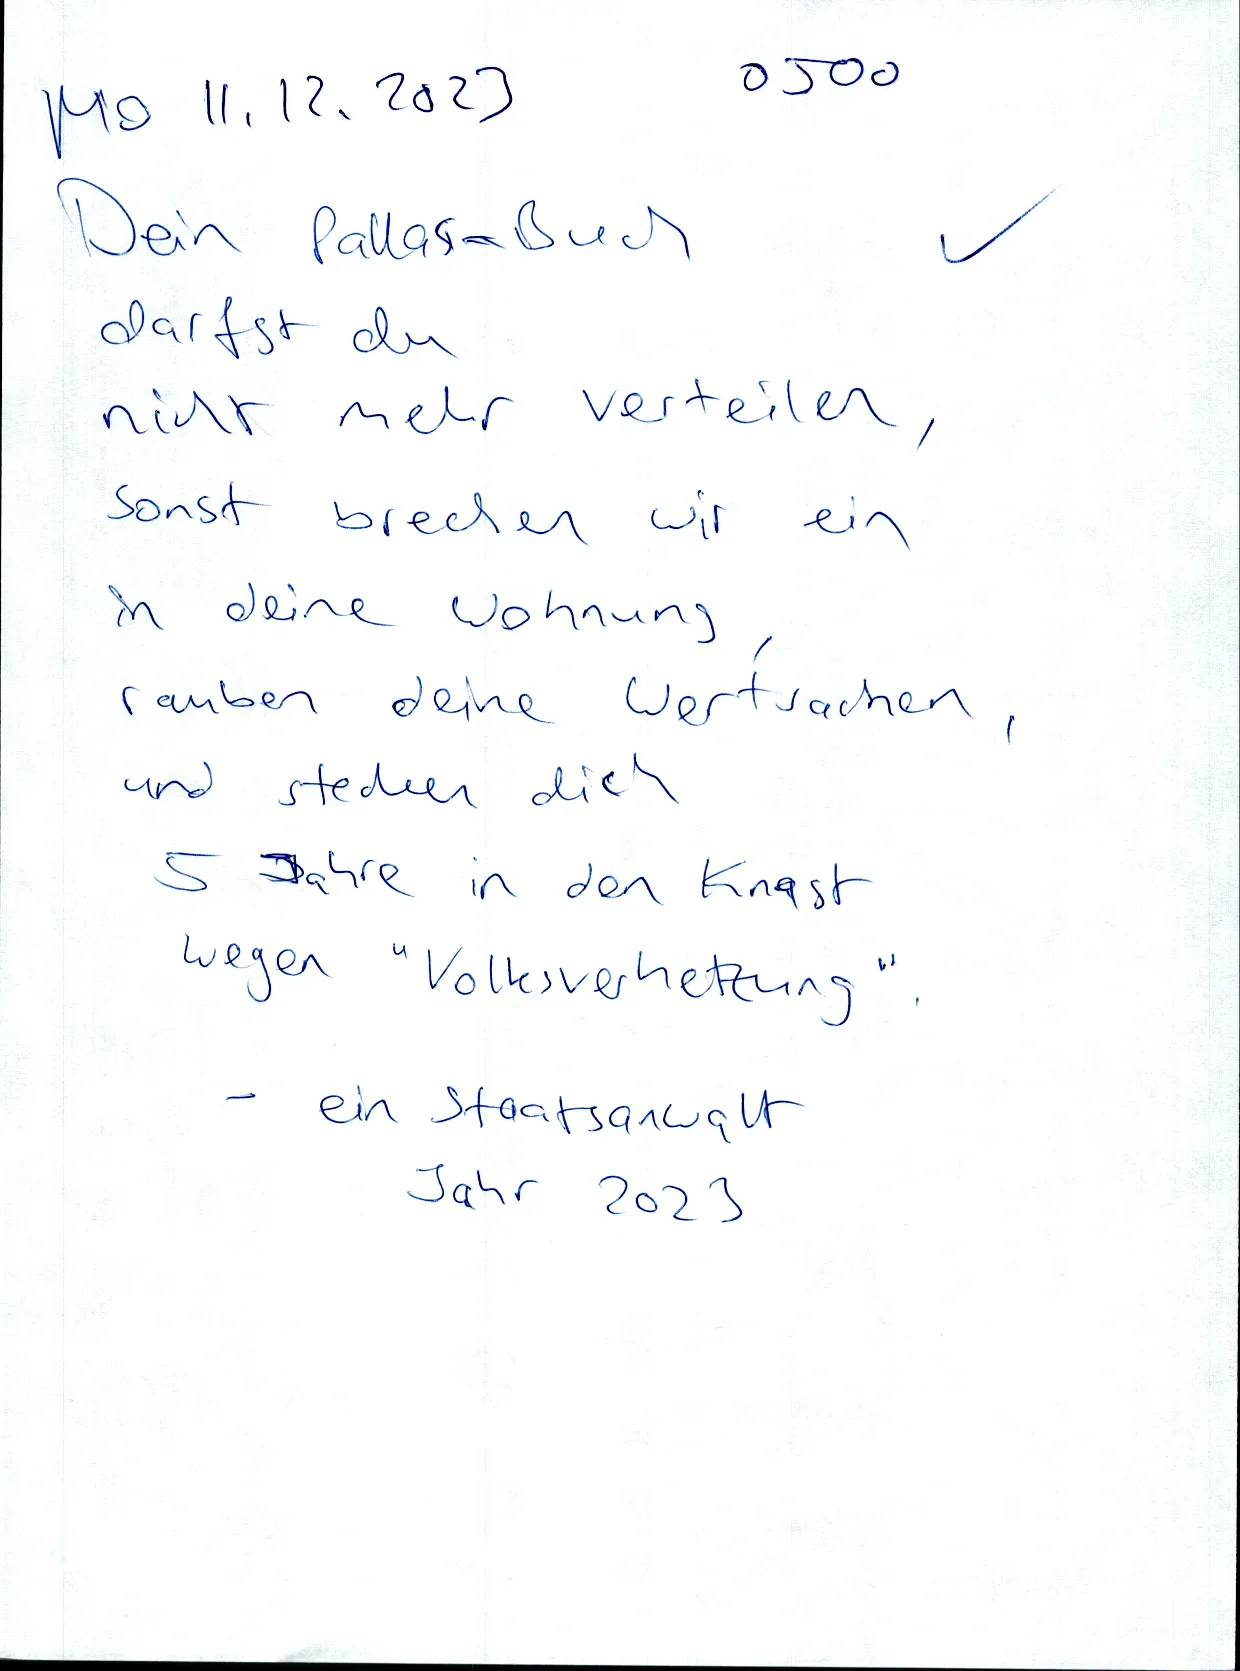 Mo 11.12.2023 0500
Dein Pallas-Buch
darfst du
nicht mehr verteilen,
sonst brechen wir ein
in deine Wohnung,
rauben deine Wertsachen,
und stecken dich
5 Jahre in den Knast
wegen "Volksverhetzung".
- ein Staatsanwalt
Jahr 2023